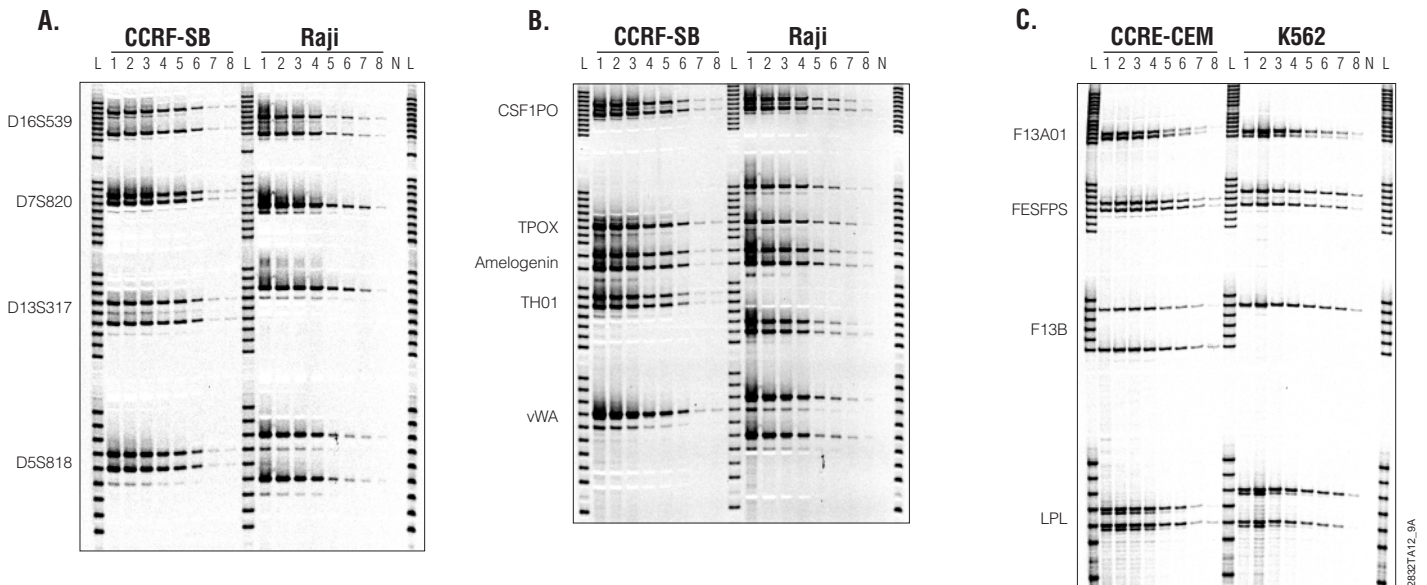 A.
CCRF-SB Raji
L 1 2 3 4 5 6 7 8 L 1 2 3 4 5 6 7 8 N L
D16S539
D7S820
D13S317
D5S818
B.
CCRF-SB Raji
L 1 2 3 4 5 6 7 8 L 1 2 3 4 5 6 7 8 N L
CSF1PO
TPOX
Amelogenin
TH01
vWA
C.
CCRE-CEM K562
L 1 2 3 4 5 6 7 8 L 1 2 3 4 5 6 7 8 N L
F13A01
FESFPS
F13B
LPL
2832TA12_9A